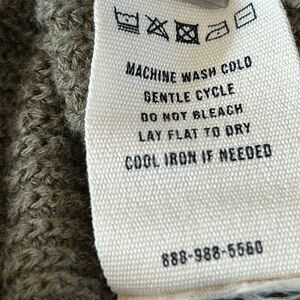 MACHINE WASH COLD
GENTLE CYCLE
DO NOT BLEACH
LAY FLAT TO DRY
COOL IRON IF NEEDED
888-988-5560